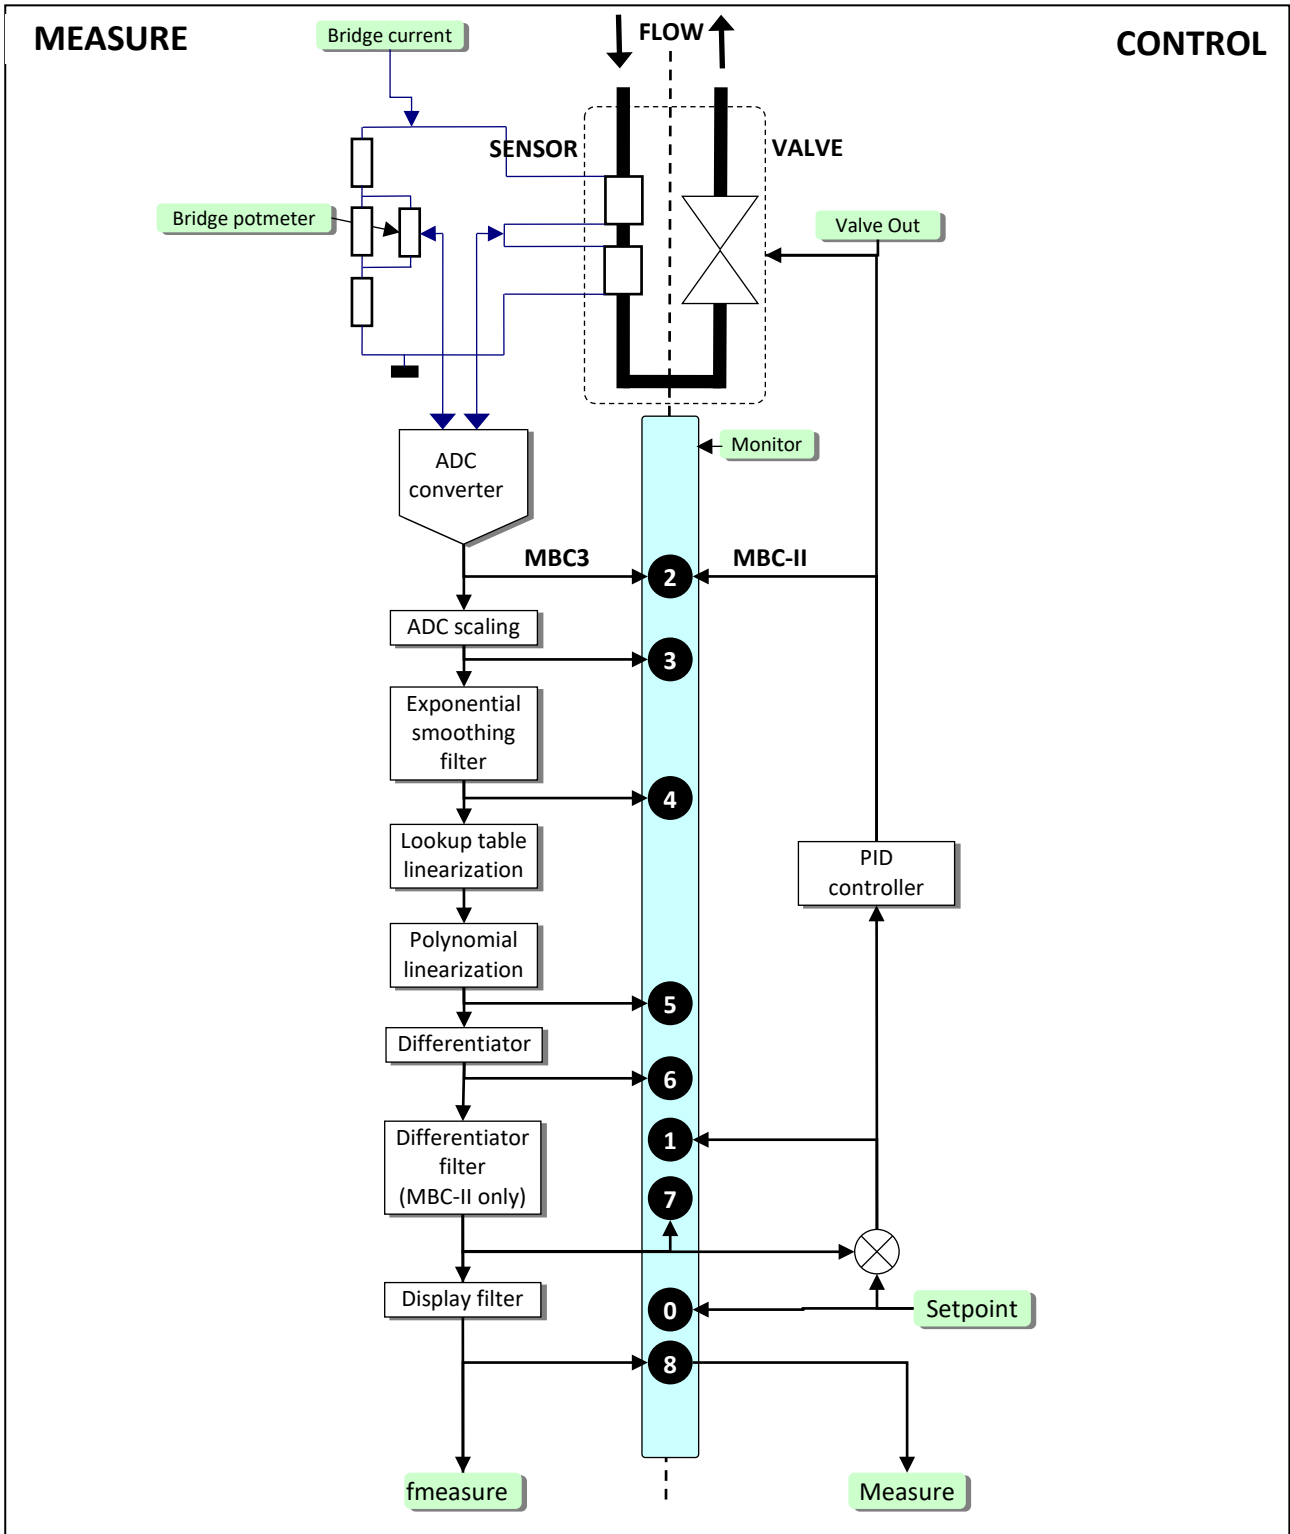 MEASURE
Bridge current
FLOW
CONTROL
SENSOR
VALVE
Bridge potmeter
Valve Out
Monitor
ADC
converter
MBC3
2
MBC-II
ADC scaling
3
Exponential
smoothing
filter
4
Lookup table
linearization
PID
controller
Polynomial
linearization
5
Differentiator
6
Differentiator
filter
(MBC-II only)
1
7
Display filter
0
Setpoint
8
fmeasure
Measure